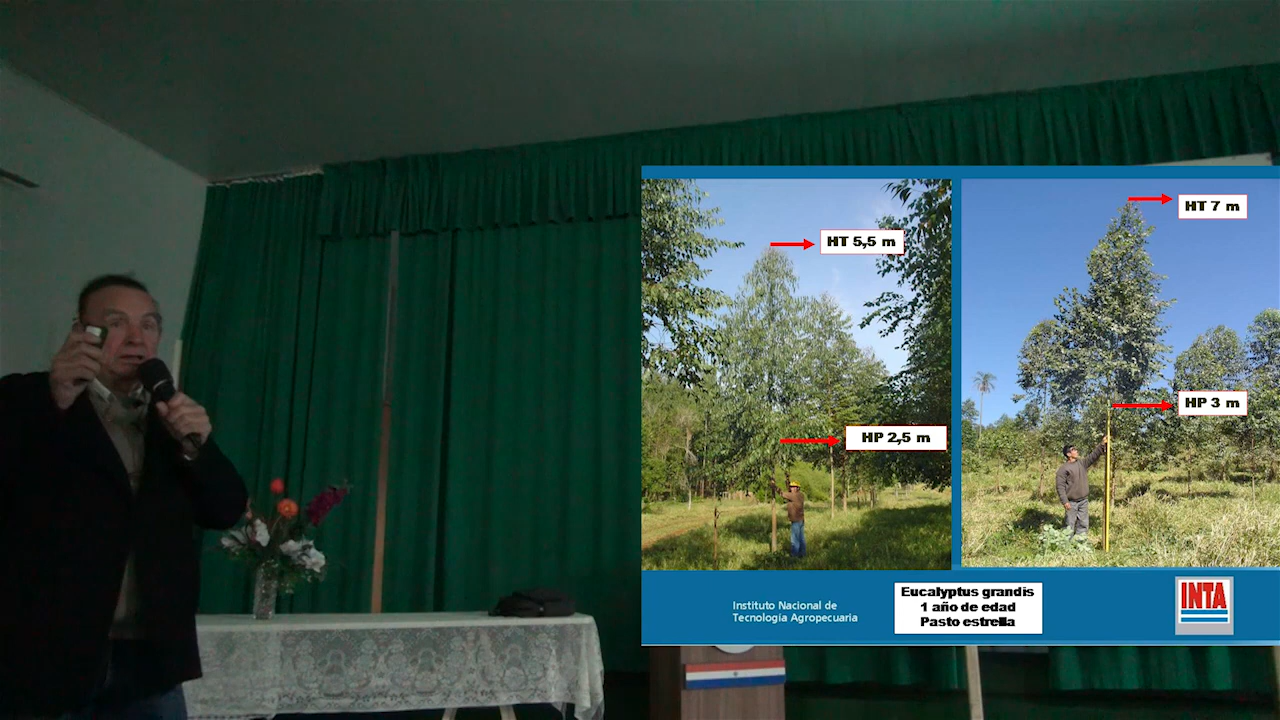 HT 5,5 m
HP 2,5 m
HT 7 m
HP 3 m
Instituto Nacional de
Tecnología Agropecuaria
Eucalyptus grandis
1 año de edad
Pasto estrella
INTA